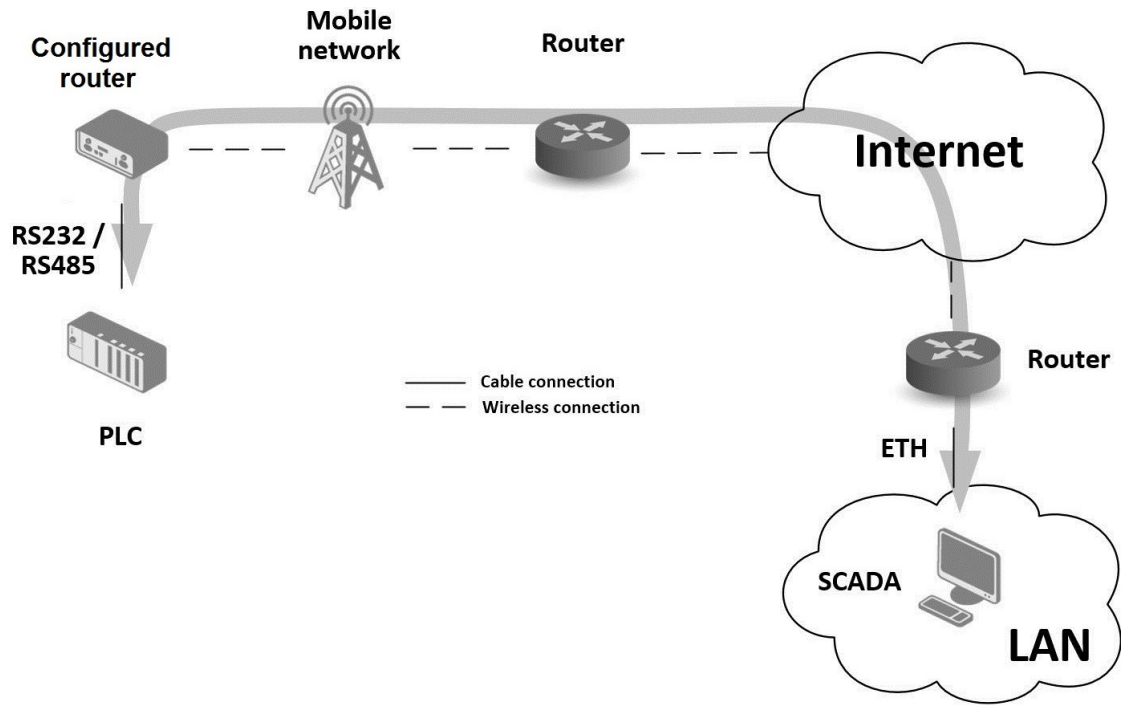 Configured
router
Mobile
network
Router
Internet
RS232 /
RS485
PLC
Cable connection
Wireless connection
Router
ETH
SCADA
LAN